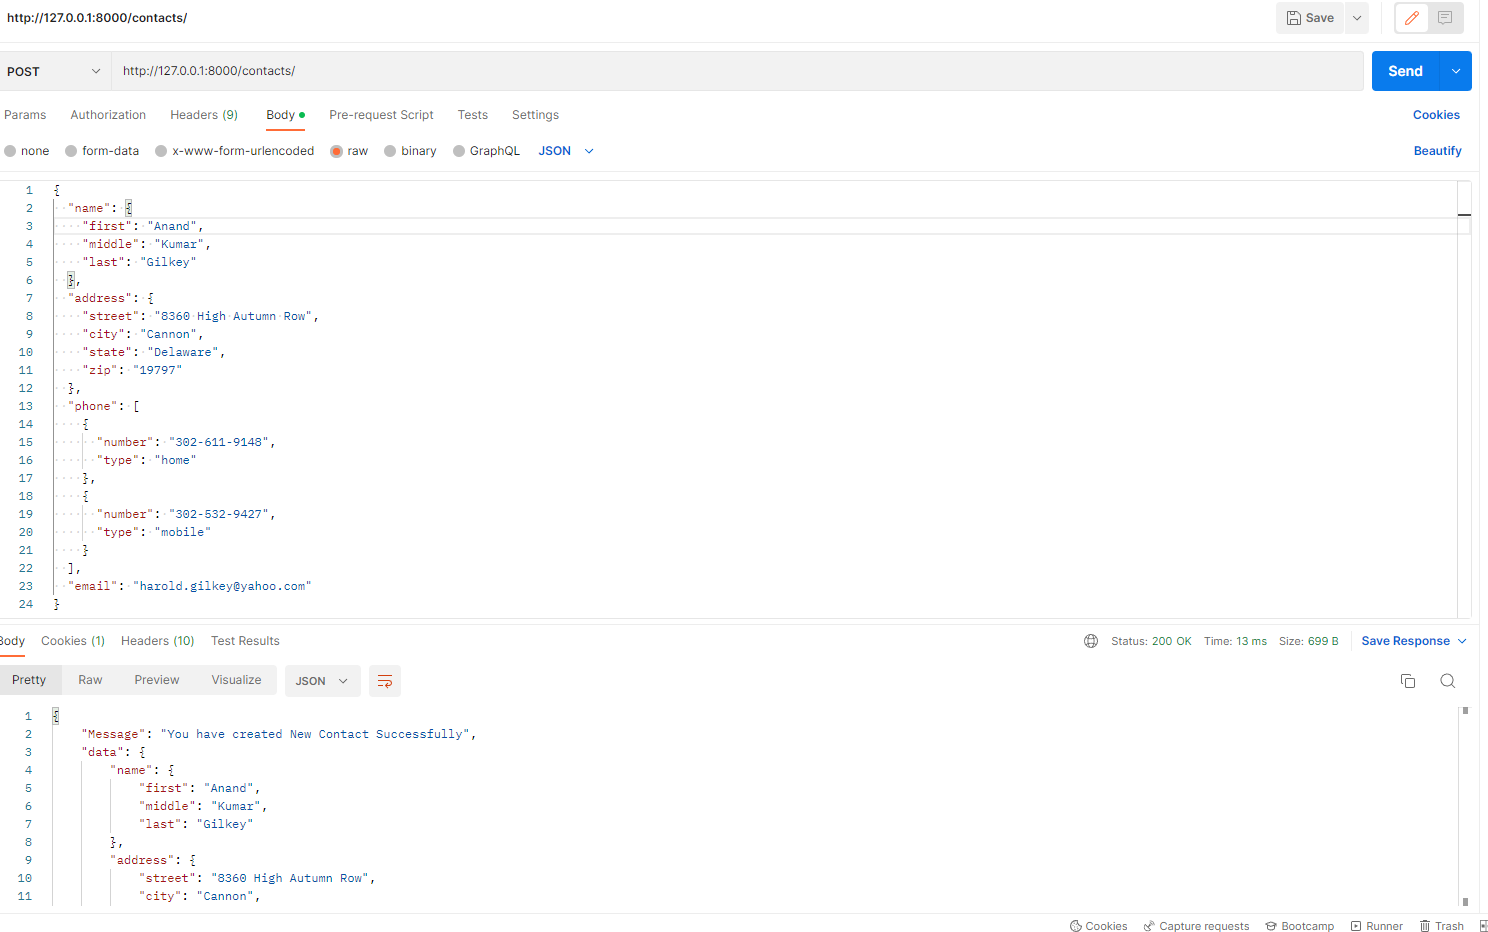 http://127.0.0.1:8000/contacts/
Save
POST
http://127.0.0.1:8000/contacts/
Send
Params Authorization Headers (9) Body Pre-request Script Tests Settings Cookies
none form-data x-www-form-urlencoded raw binary GraphQL JSON Beautify
1 {
2 "name": {
3 "first": "Anand",
4 "middle": "Kumar",
5 "last": "Gilkey"
6 },
7 "address": {
8 "street": "8360 High Autumn Row",
9 "city": "Cannon",
10 "state": "Delaware",
11 "zip": "19797"
12 },
13 "phone": [
14 {
15 "number": "302-611-9148",
16 "type": "home"
17 },
18 {
19 "number": "302-532-9427",
20 "type": "mobile"
21 }
22 ],
23 "email": "harold.gilkey@yahoo.com"
24 }
Body Cookies (1) Headers (10) Test Results Status: 200 OK Time: 13 ms Size: 699 B Save Response
Pretty Raw Preview Visualize JSON
1 {
2 "Message": "You have created New Contact Successfully",
3 "data": {
4 "name": {
5 "first": "Anand",
6 "middle": "Kumar",
7 "last": "Gilkey"
8 },
9 "address": {
10 "street": "8360 High Autumn Row",
11 "city": "Cannon",
Cookies Capture requests Bootcamp Runner Trash